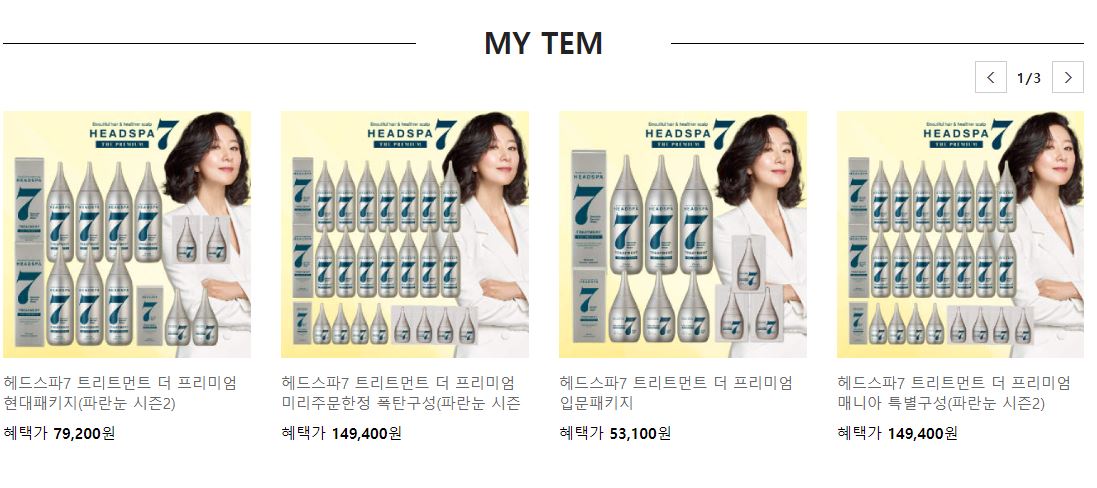 MY TEM
1/3
Beautiful hair & healthier scalp
HEADSPA 7
THE PREMIUM
Beautiful hair & healthier scalp
HEADSPA 7
THE PREMIUM
Beautiful hair & healthier scalp
HEADSPA 7
THE PREMIUM
Beautiful hair & healthier scalp
HEADSPA 7
THE PREMIUM
헤드스파7 트리트먼트 더 프리미엄
현대패키지(파란눈 시즌2)
혜택가 79,200원
헤드스파7 트리트먼트 더 프리미엄
미리주문한정 폭탄구성(파란눈 시즌
혜택가 149,400원
헤드스파7 트리트먼트 더 프리미엄
입문패키지
혜택가 53,100원
헤드스파7 트리트먼트 더 프리미엄
매니아 특별구성(파란눈 시즌2)
혜택가 149,400원